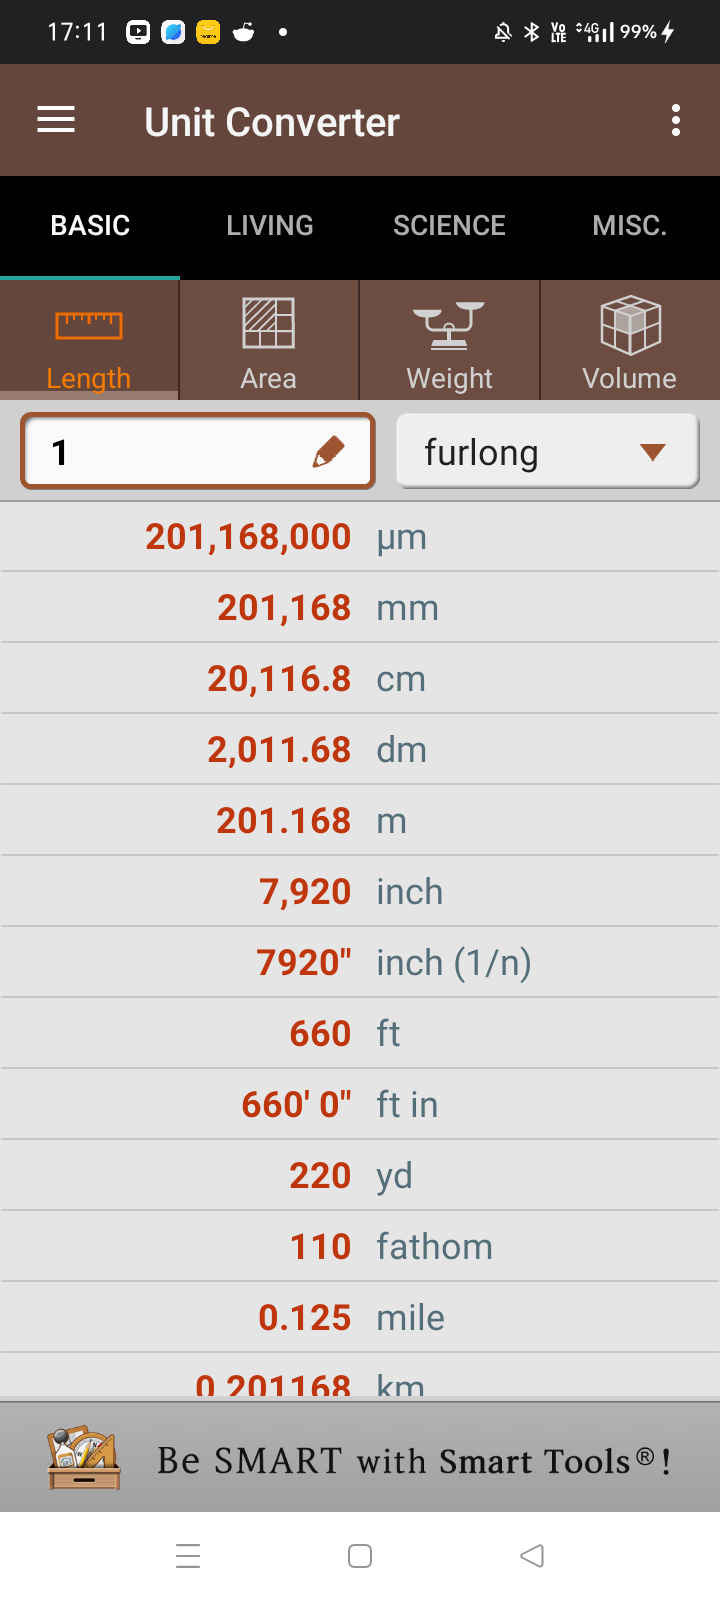 17:11 Vo LTE 4G 99%
Unit Converter
BASIC LIVING SCIENCE MISC.
Length Area Weight Volume
1 furlong
201,168,000 µm
201,168 mm
20,116.8 cm
2,011.68 dm
201.168 m
7,920 inch
7920" inch (1/n)
660 ft
660' 0" ft in
220 yd
110 fathom
0.125 mile
0.201168 km
Be SMART with Smart Tools®!